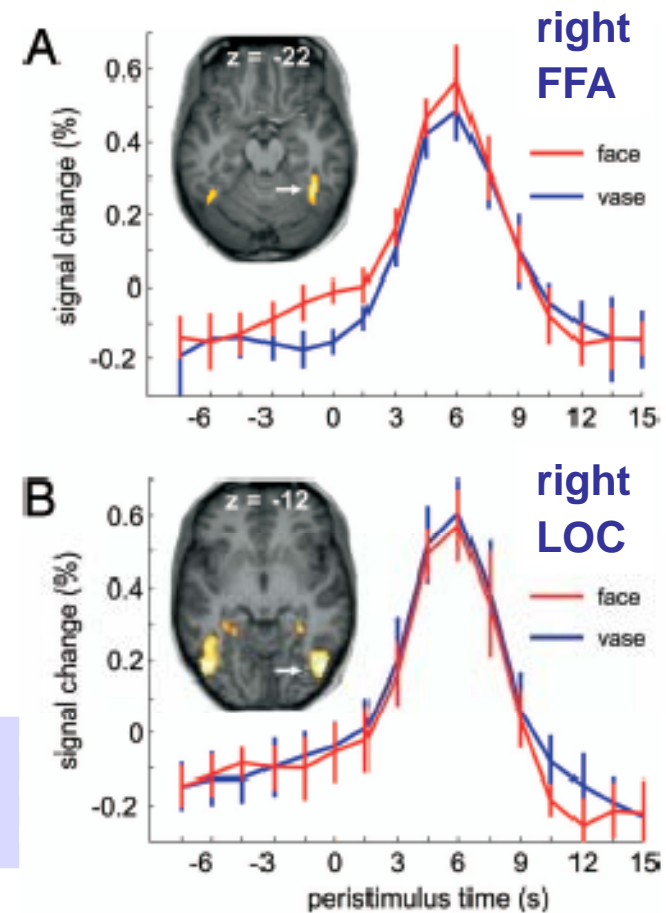 A
right
FFA
z = -22
face
vase
signal change (%)
0.6
0.4
0.2
0
-0.2
-6 -3 0 3 6 9 12 15
B
right
LOC
z = -12
face
vase
signal change (%)
0.6
0.4
0.2
0
-0.2
-6 -3 0 3 6 9 12 15
peristimulus time (s)